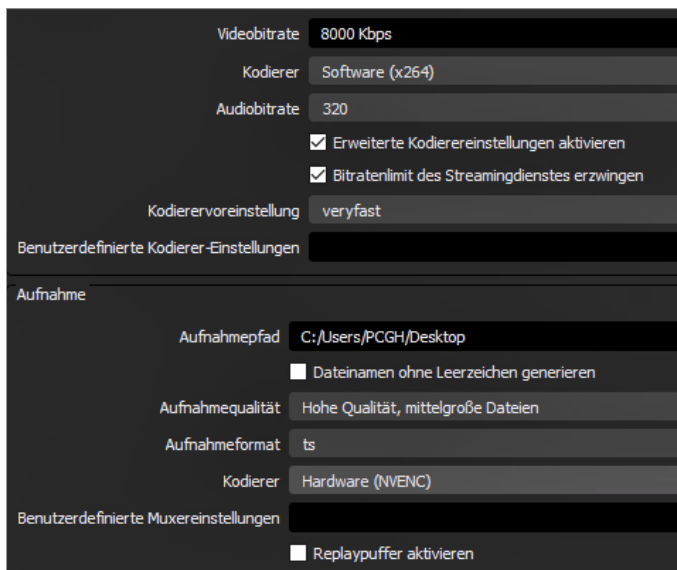 Videobitrate 8000 Kbps
Kodierer Software (x264)
Audiobitrate 320
Erweiterte Kodierereinstellungen aktivieren
Bitratenlimit des Streamingdienstes erzwingen
Kodierervoreinstellung veryfast
Benutzerdefinierte Kodierer-Einstellungen
Aufnahme
Aufnahmepfad C:/Users/PCGH/Desktop
Dateinamen ohne Leerzeichen generieren
Aufnahmequalität Hohe Qualität, mittelgroße Dateien
Aufnahmeformat ts
Kodierer Hardware (NVENC)
Benutzerdefinierte Muxereinstellungen
Replaypuffer aktivieren